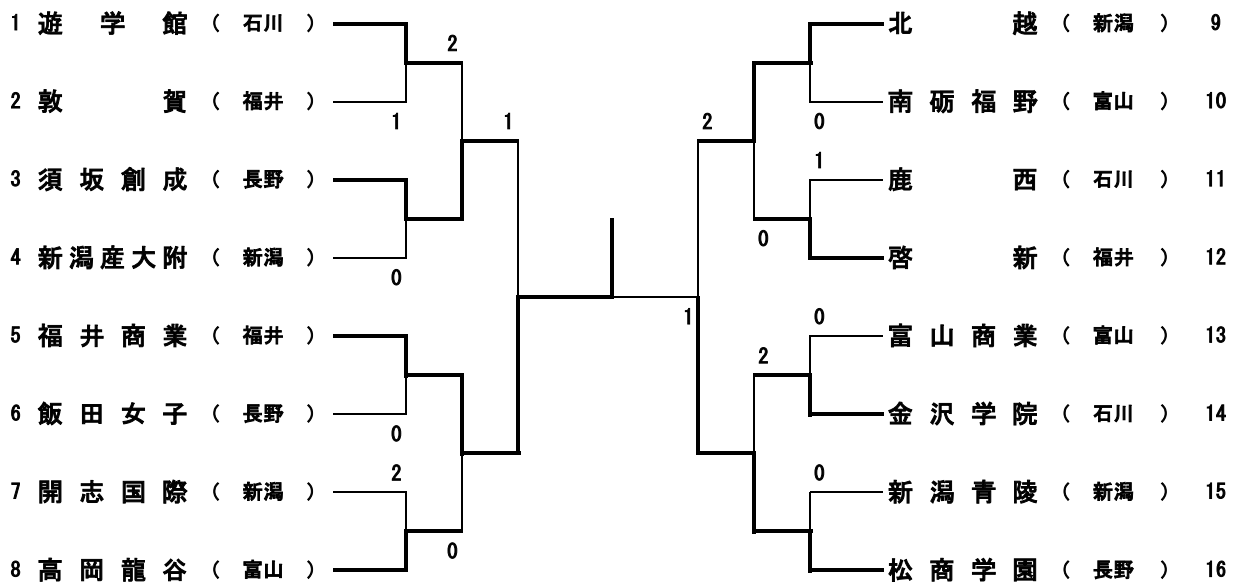 1 遊学館 ( 石川 )
2
2 敦賀 ( 福井 )
1
1
3 須坂創成 ( 長野 )
4 新潟産大附 ( 新潟 )
0
5 福井商業 ( 福井 )
6 飯田女子 ( 長野 )
0
7 開志国際 ( 新潟 )
2
8 高岡龍谷 ( 富山 )
0
北越 ( 新潟 ) 9
南砺福野 ( 富山 ) 10
0
2
1
鹿西 ( 石川 ) 11
0
啓新 ( 福井 ) 12
1
0
富山商業 ( 富山 ) 13
2
金沢学院 ( 石川 ) 14
0
新潟青陵 ( 新潟 ) 15
松商学園 ( 長野 ) 16